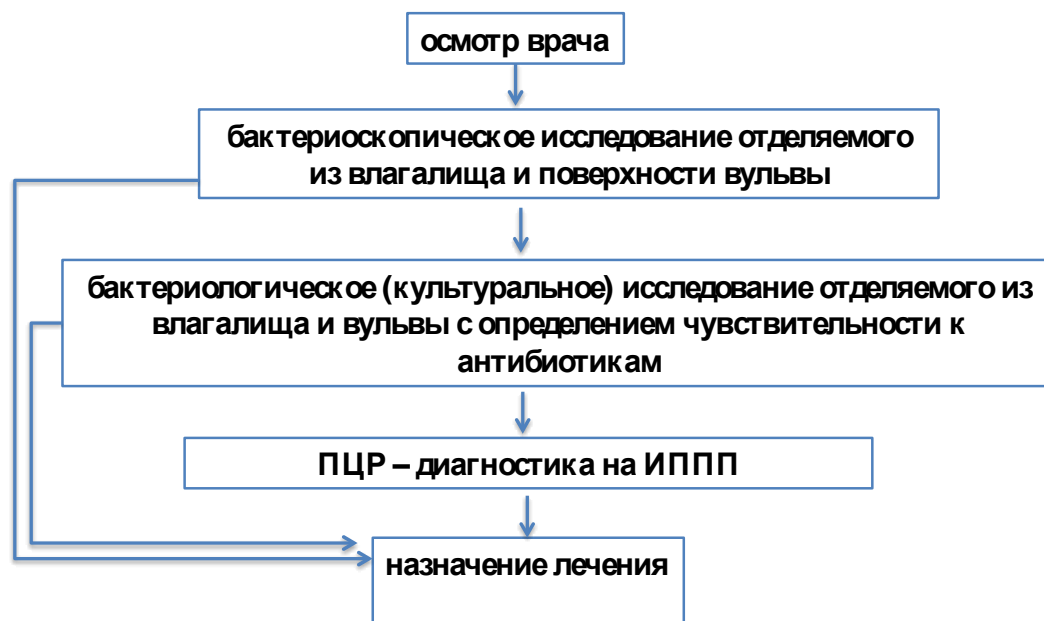 осмотр врача
бактериоскопическое исследование отделяемого
из влагалища и поверхности вульвы
бактериологическое (культуральное) исследование отделяемого из
влагалища и вульвы с определением чувствительности к
антибиотикам
ПЦР – диагностика на ИППП
назначение лечения